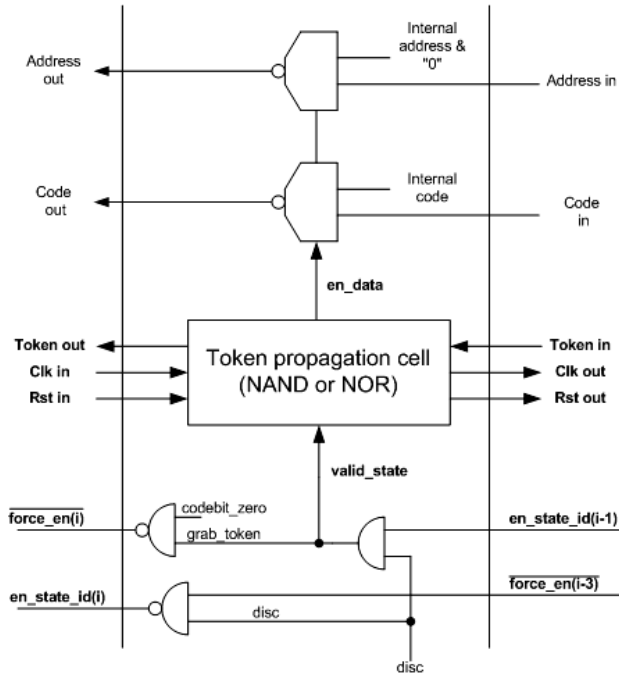 Internal
address &
"0"
Address
out
Address in
Internal
code
Code
out
Code
in
en_data
Token out
Token propagation cell
(NAND or NOR)
Token in
Clk in
Clk out
Rst in
Rst out
valid_state
codebit_zero
force_en(i)
grab_token
en_state_id(i-1)
force_en(i-3)
en_state_id(i)
disc
disc